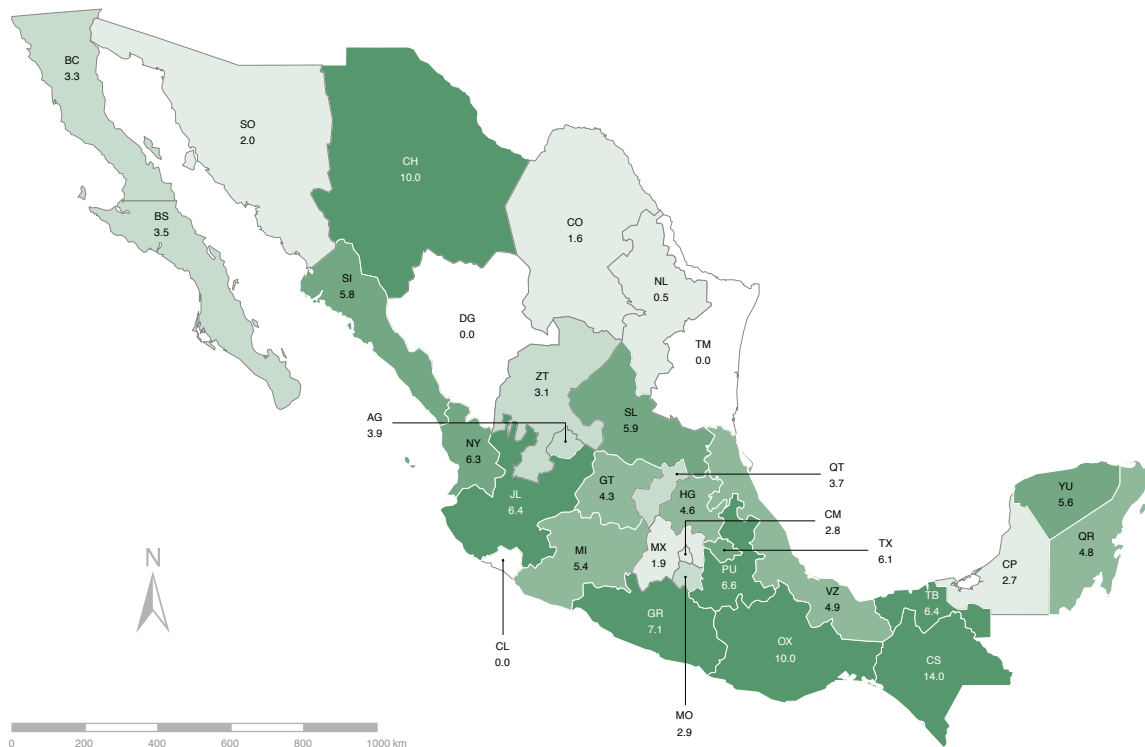 BC
3.3
SO
2.0
CH
10.0
BS
3.5
CO
1.6
SI
5.8
NL
0.5
DG
0.0
TM
0.0
ZT
3.1
AG
3.9
SL
5.9
NY
6.3
QT
3.7
GT
4.3
HG
4.6
JL
6.4
CM
2.8
YU
5.6
QR
4.8
TX
6.1
MI
5.4
MX
1.9
PU
6.6
CP
2.7
N
VZ
4.9
TB
6.4
GR
7.1
CL
0.0
OX
10.0
CS
14.0
MO
2.9
0 200 400 600 800 1000 km